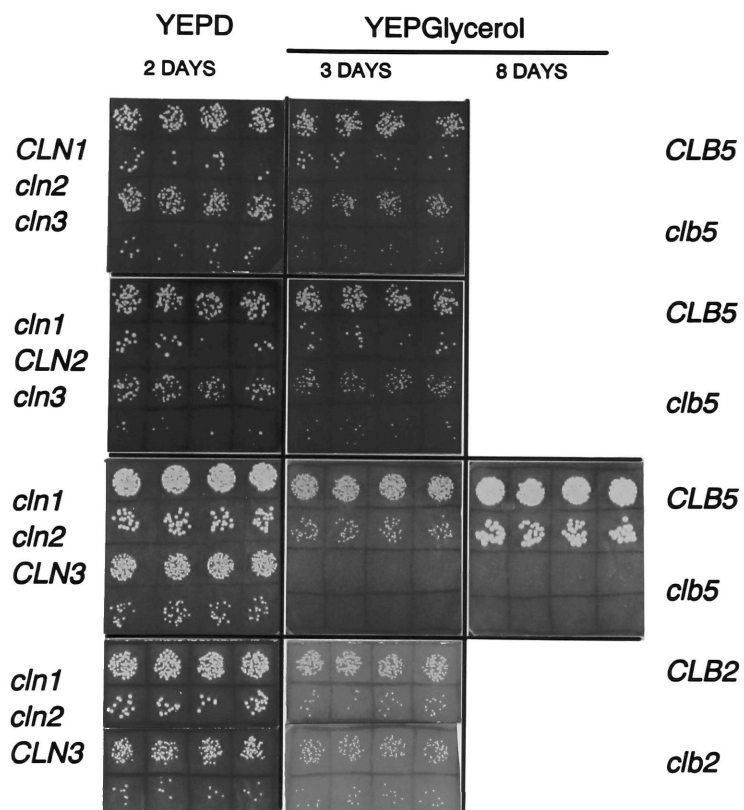 YEPD YEPGlycerol
2 DAYS 3 DAYS 8 DAYS
CLN1 CLB5
cln2
cln3 clb5
cln1 CLB5
CLN2
cln3 clb5
cln1 CLB5
cln2
CLN3 clb5
cln1 CLB2
cln2
CLN3 clb2